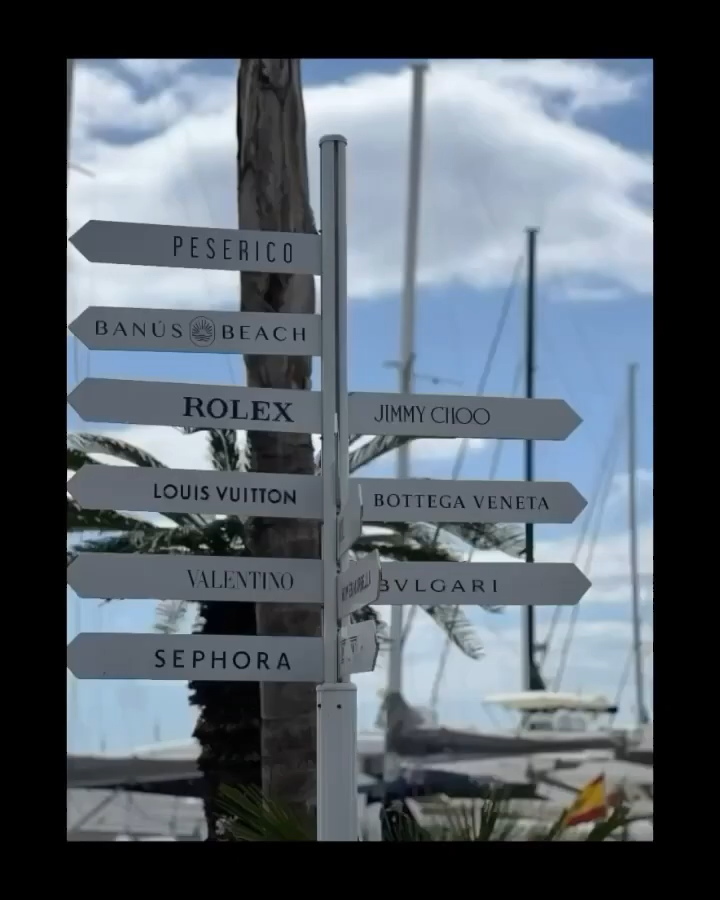 PESERICO
BANÚS BEACH
ROLEX
JIMMY CHOO
LOUIS VUITTON
BOTTEGA VENETA
VALENTINO
BVLGARI
SEPHORA